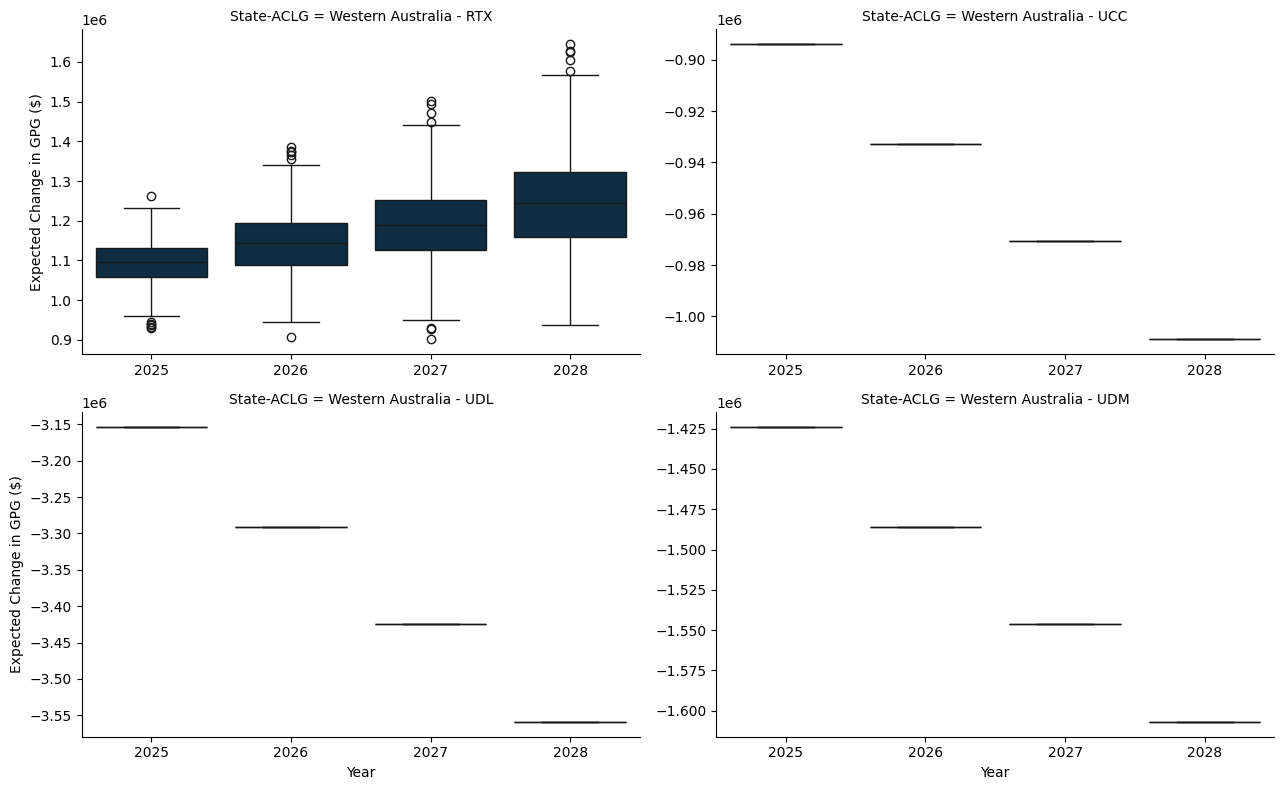 State-ACLG = Western Australia - RTX
1e6
Expected Change in GPG ($)
1.6
1.5
1.4
1.3
1.2
1.1
1.0
0.9
2025 2026 2027 2028
State-ACLG = Western Australia - UCC
1e6
−0.90
−0.92
−0.94
−0.96
−0.98
−1.00
2025 2026 2027 2028
State-ACLG = Western Australia - UDL
1e6
Expected Change in GPG ($)
−3.15
−3.20
−3.25
−3.30
−3.35
−3.40
−3.45
−3.50
−3.55
2025 2026 2027 2028
Year
State-ACLG = Western Australia - UDM
1e6
−1.425
−1.450
−1.475
−1.500
−1.525
−1.550
−1.575
−1.600
2025 2026 2027 2028
Year